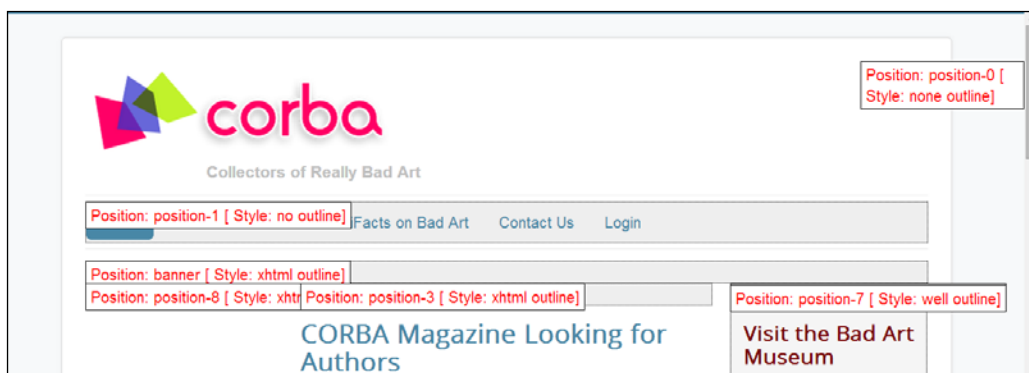 Position: position-0 [
Style: none outline]
corba
Collectors of Really Bad Art
Position: position-1 [ Style: no outline]
Facts on Bad Art Contact Us Login
Position: banner [ Style: xhtml outline]
Position: position-8 [ Style: Position: position-3 [ Style: xhtml outline] Position: position-7 [ Style: well outline]
CORBA Magazine Looking for
Authors
Visit the Bad Art
Museum